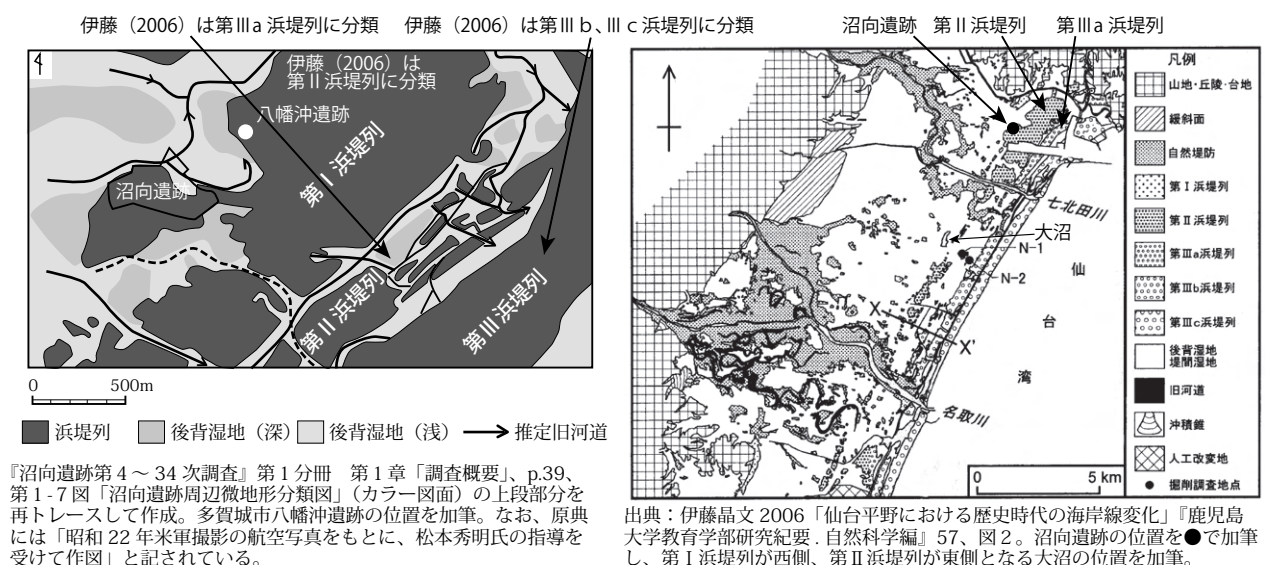 伊藤（2006）は第Ⅲa 浜堤列に分類
伊藤（2006）は第Ⅲb、Ⅲc 浜堤列に分類
伊藤（2006）は
第Ⅱ浜堤列に分類
八幡沖遺跡
沼向遺跡
第Ⅰ浜堤列
第Ⅱ浜堤列
第Ⅲ浜堤列
0 500m
浜堤列 後背湿地（深） 後背湿地（浅） 推定旧河道
『沼向遺跡第4～34次調査』第1分冊　第1章「調査概要」、p.39、
第1-7図「沼向遺跡周辺微地形分類図」（カラー図面）の上段部分を
再トレースして作成。多賀城市八幡沖遺跡の位置を加筆。なお、原典
には「昭和22年米軍撮影の航空写真をもとに、松本秀明氏の指導を
受けて作図」と記されている。
沼向遺跡 第Ⅱ浜堤列 第Ⅲa 浜堤列
七北田川
大沼
N-1
N-2
仙
台
湾
X
X'
名取川
0 5 km
凡例
山地・丘陵・台地
緩斜面
自然堤防
第Ⅰ浜堤列
第Ⅱ浜堤列
第Ⅲa浜堤列
第Ⅲb浜堤列
第Ⅲc浜堤列
後背湿地
堤間湿地
旧河道
沖積錐
人工改変地
掘削調査地点
出典：伊藤晶文 2006「仙台平野における歴史時代の海岸線変化」『鹿児島
大学教育学部研究紀要 . 自然科学編』57、図2。沼向遺跡の位置を●で加筆
し、第Ⅰ浜堤列が西側、第Ⅱ浜堤列が東側となる大沼の位置を加筆。